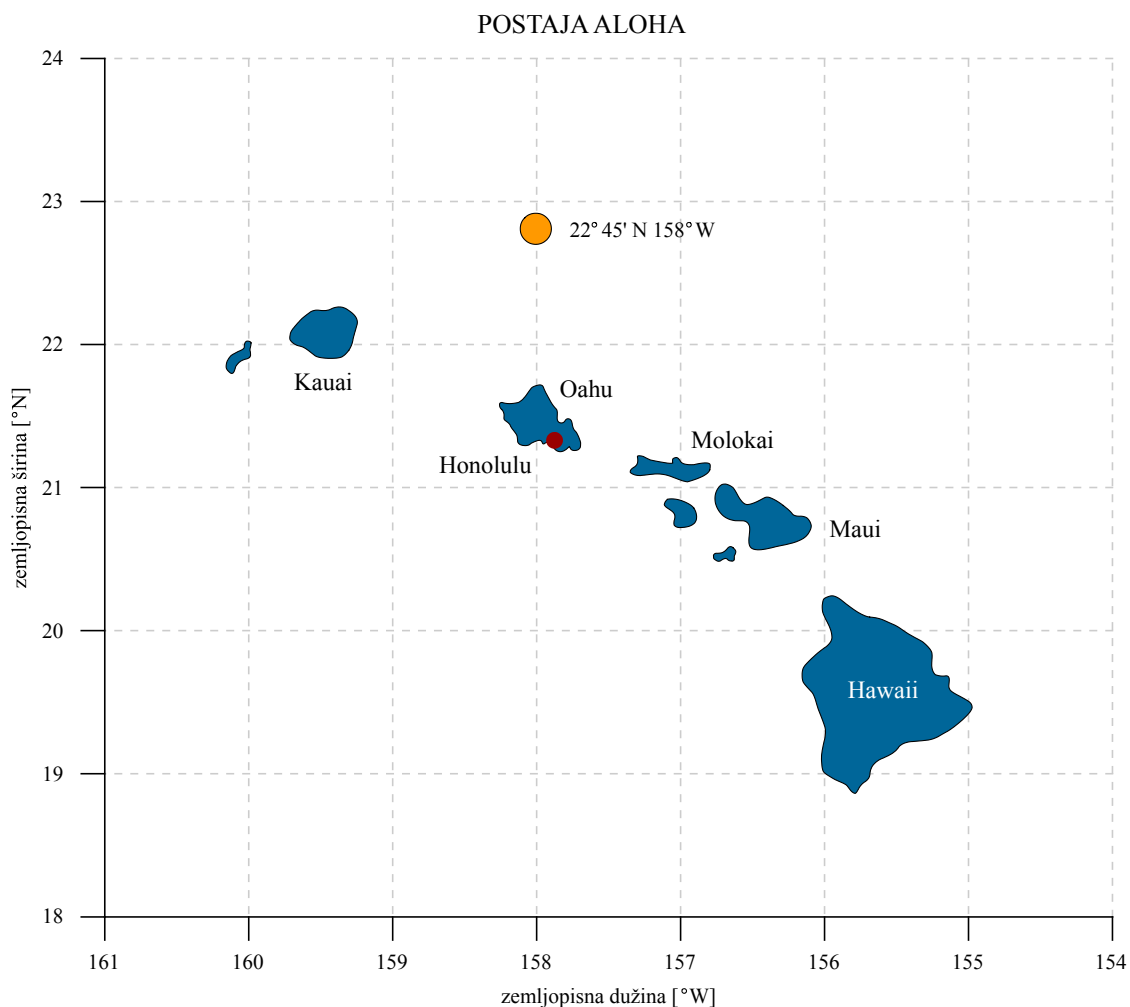 POSTAJA ALOHA
24
23
22° 45' N 158° W
22
Kauai
Oahu
Molokai
Honolulu
21
Maui
zemljopisna širina [°N]
20
Hawaii
19
18
161 160 159 158 157 156 155 154
zemljopisna dužina [°W]